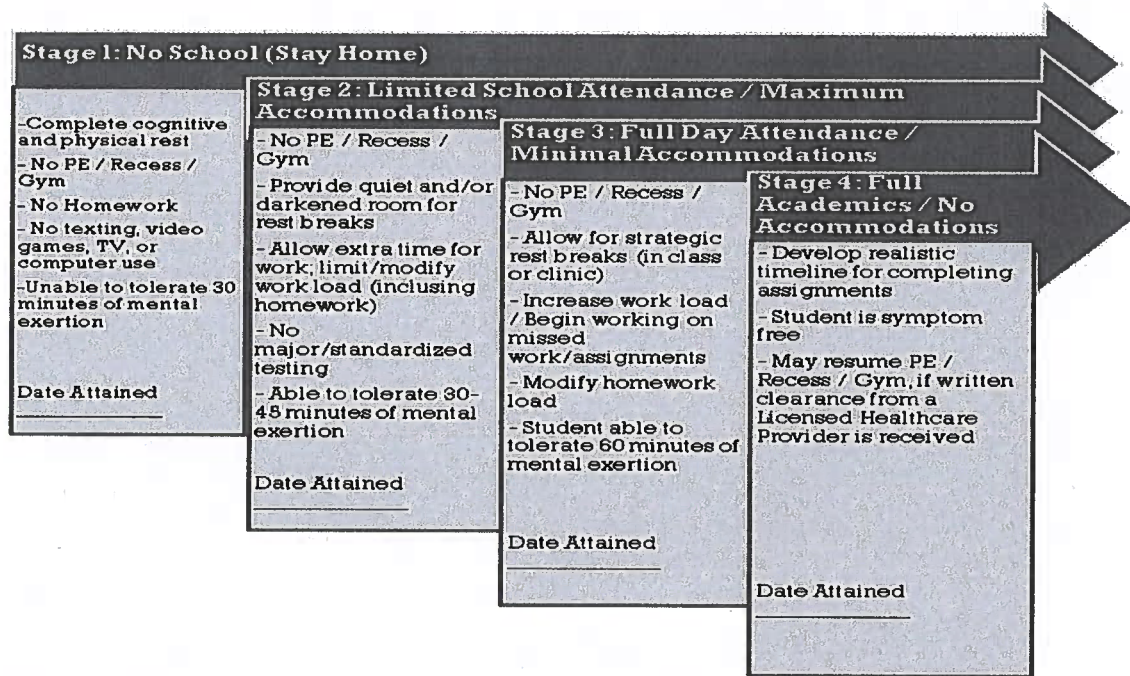 Stage 1: No School (Stay Home)
-Complete cognitive
and physical rest
- No PE / Recess /
Gym
- No Homework
- No texting, video
games, TV, or
computer use
-Unable to tolerate 30
minutes of mental
exertion
Date Attained
Stage 2: Limited School Attendance / Maximum
Accommodations
- No PE / Recess /
Gym
- Provide quiet and/or
darkened room for
rest breaks
- Allow extra time for
work; limit/modify
work load (inclusing
homework)
- No
major/standardized
testing
- Able to tolerate 30-
45 minutes of mental
exertion
Date Attained
Stage 3: Full Day Attendance /
Minimal Accommodations
- No PE / Recess /
Gym
- Allow for strategic
rest breaks (in class
or clinic)
- Increase work load
/ Begin working on
missed
work/assignments
- Modify homework
load
- Student able to
tolerate 60 minutes of
mental exertion
Date Attained
Stage 4: Full
Academics / No
Accommodations
- Develop realistic
timeline for completing
assignments
- Student is symptom
free
- May resume PE /
Recess / Gym, if written
clearance from a
Licensed Healthcare
Provider is received
Date Attained